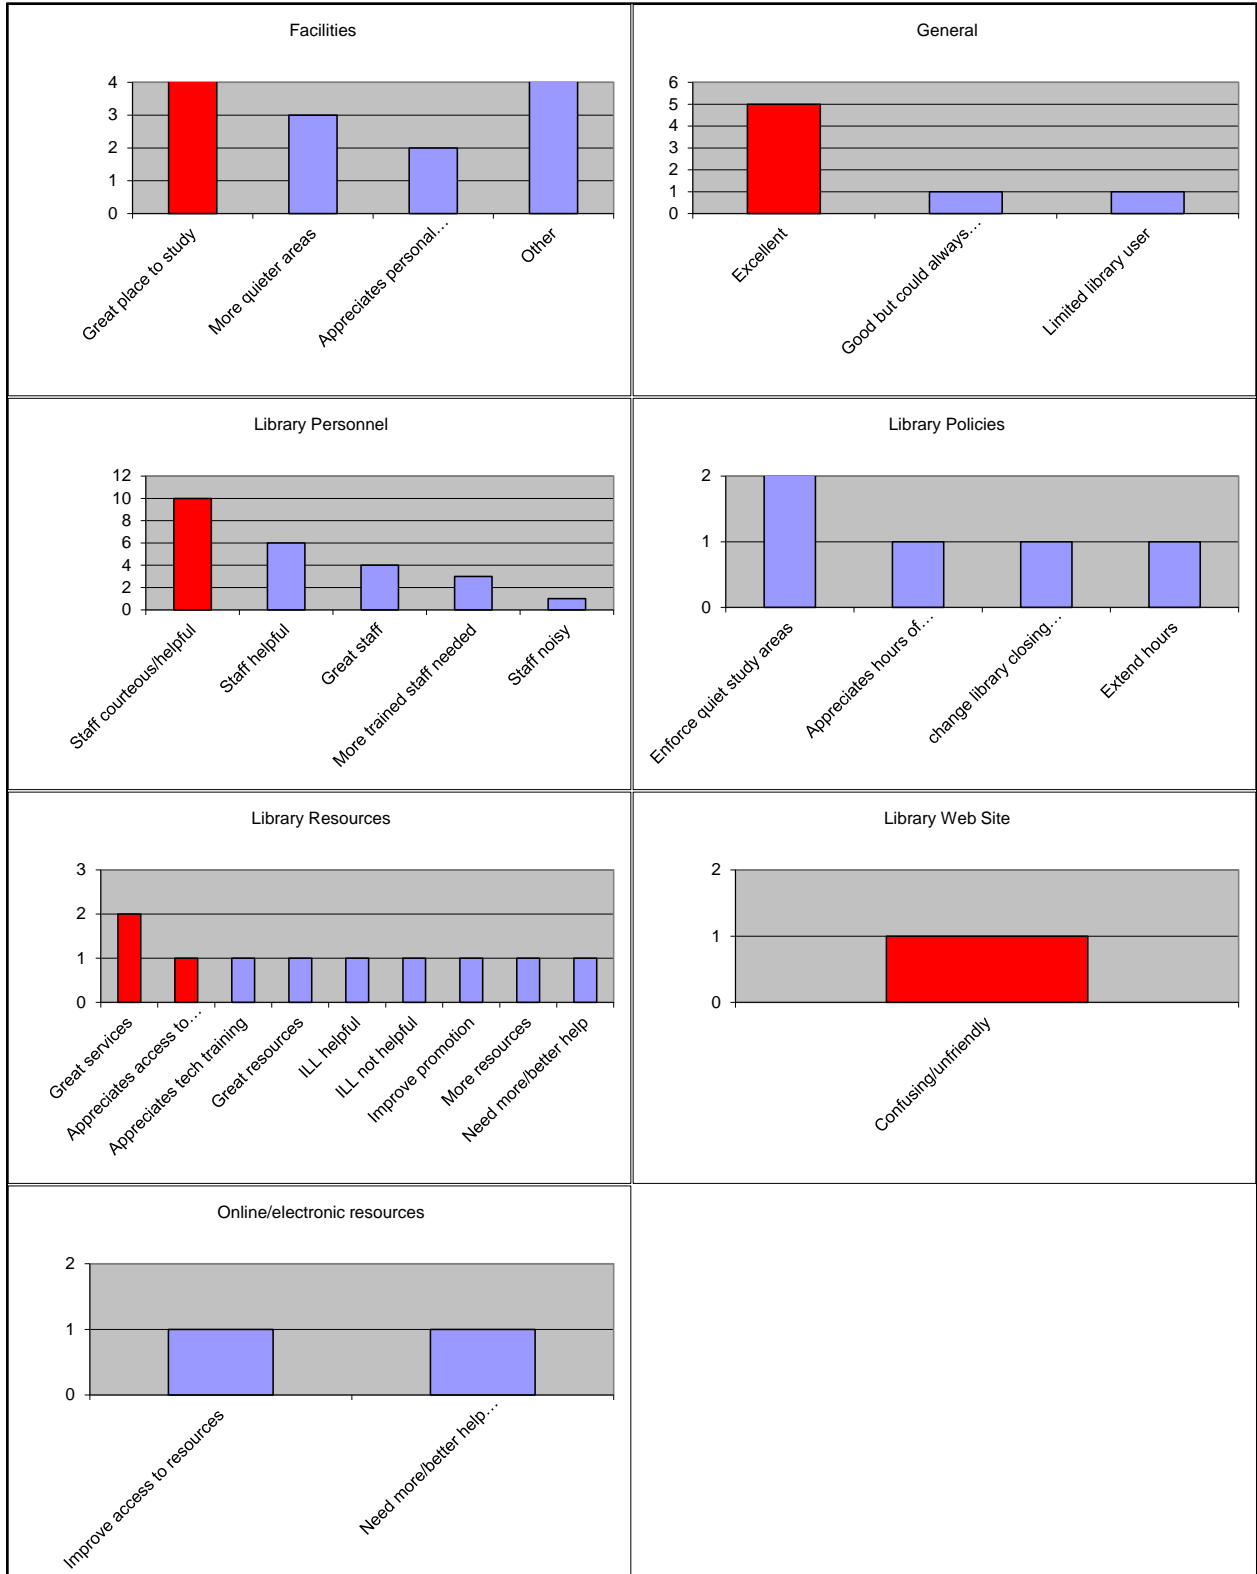 Facilities
4
3
2
1
0
Great place to study
More quieter areas
Appreciates personal…
Other
General
6
5
4
3
2
1
0
Excellent
Good but could always…
Limited library user
Library Personnel
12
10
8
6
4
2
0
Staff courteous/helpful
Staff helpful
Great staff
More trained staff needed
Staff noisy
Library Policies
2
1
0
Enforce quiet study areas
Appreciates hours of…
change library closing…
Extend hours
Library Resources
3
2
1
0
Great services
Appreciates access to…
Appreciates tech training
Great resources
ILL helpful
ILL not helpful
Improve promotion
More resources
Need more/better help
Library Web Site
2
1
0
Confusing/unfriendly
Online/electronic resources
2
1
0
Improve access to resources
Need more/better help…